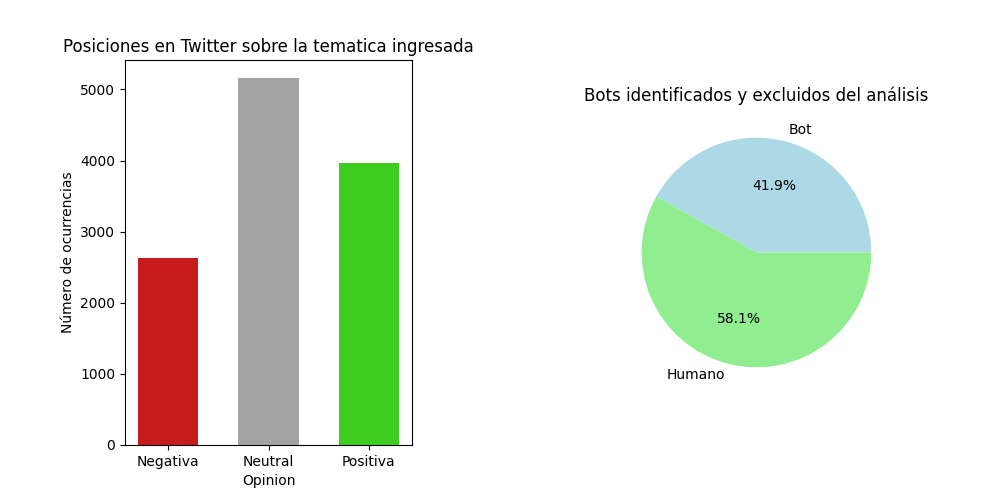 Posiciones en Twitter sobre la tematica ingresada
Número de ocurrencias
5000
4000
3000
2000
1000
0
Negativa
Neutral
Positiva
Opinion
Bots identificados y excluidos del análisis
Bot
41.9%
58.1%
Humano